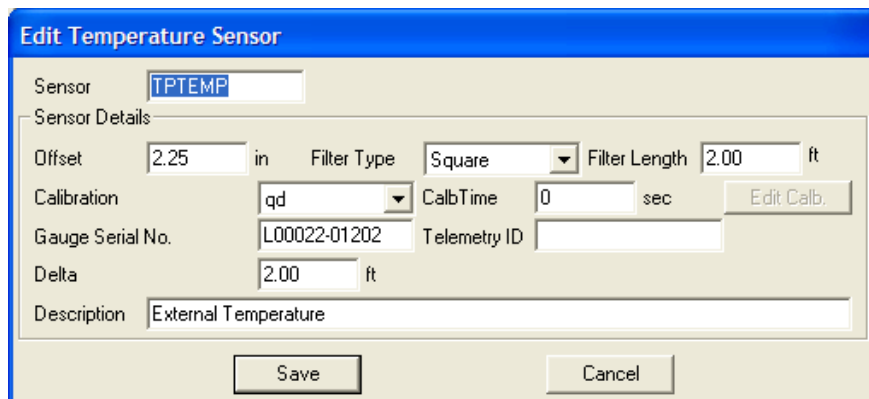 Edit Temperature Sensor
Sensor TPTEMP
Sensor Details
Offset 2.25 in Filter Type Square Filter Length 2.00 ft
Calibration qd CalbTime 0 sec Edit Calb.
Gauge Serial No. L00022-01202 Telemetry ID
Delta 2.00 ft
Description External Temperature
Save Cancel